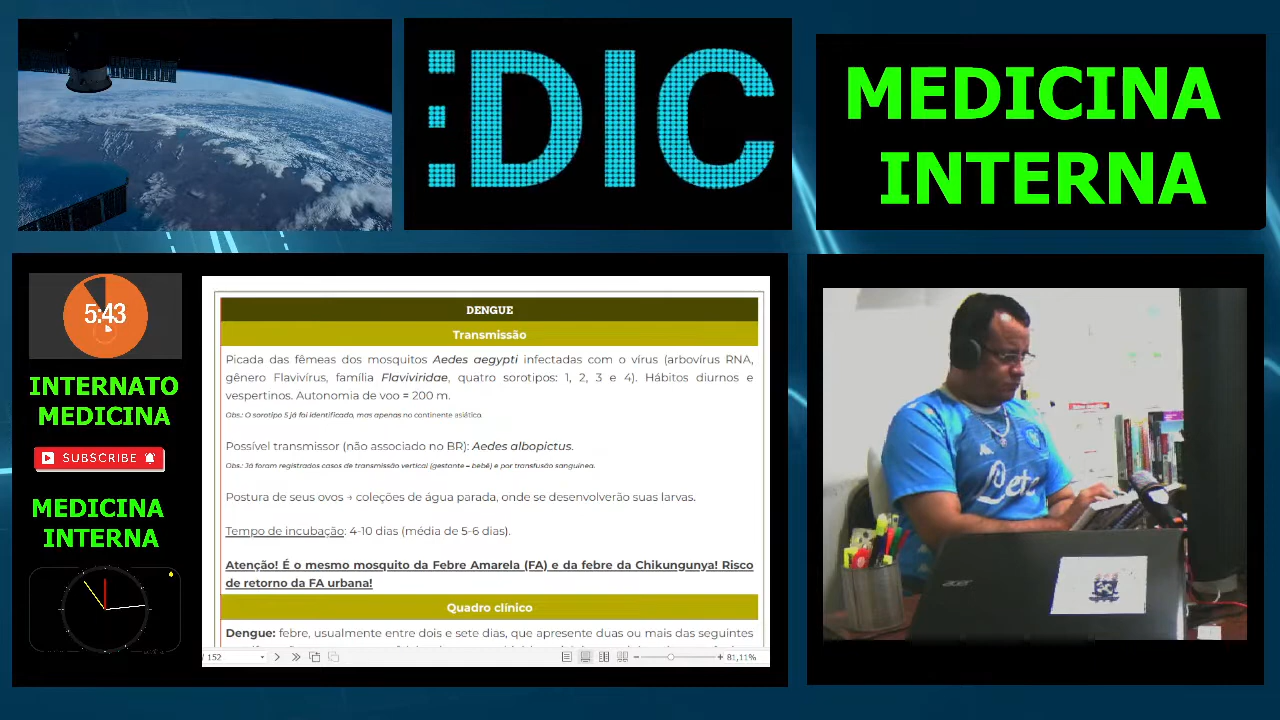 EDIC
MEDICINA
INTERNA
5:43
INTERNATO
MEDICINA
SUBSCRIBE
MEDICINA
INTERNA
DENGUE
Transmissão
Picada das fêmeas dos mosquitos Aedes aegypti infectadas com o vírus (arbovírus RNA,
gênero Flavivírus, família Flaviviridae, quatro sorotipos: 1, 2, 3 e 4). Hábitos diurnos e
vespertinos. Autonomia de voo = 200 m.
Obs.: O sorotipo 5 já foi identificado, mas apenas no continente asiático.
Possível transmissor (não associado no BR): Aedes albopictus.
Obs.: Já foram registrados casos de transmissão vertical (gestante – bebê) e por transfusão sanguínea.
Postura de seus ovos → coleções de água parada, onde se desenvolverão suas larvas.
Tempo de incubação: 4-10 dias (média de 5-6 dias).
Atenção! É o mesmo mosquito da Febre Amarela (FA) e da febre da Chikungunya! Risco
de retorno da FA urbana!
Quadro clínico
Dengue: febre, usualmente entre dois e sete dias, que apresente duas ou mais das seguintes
/ 152
81,11%
acer